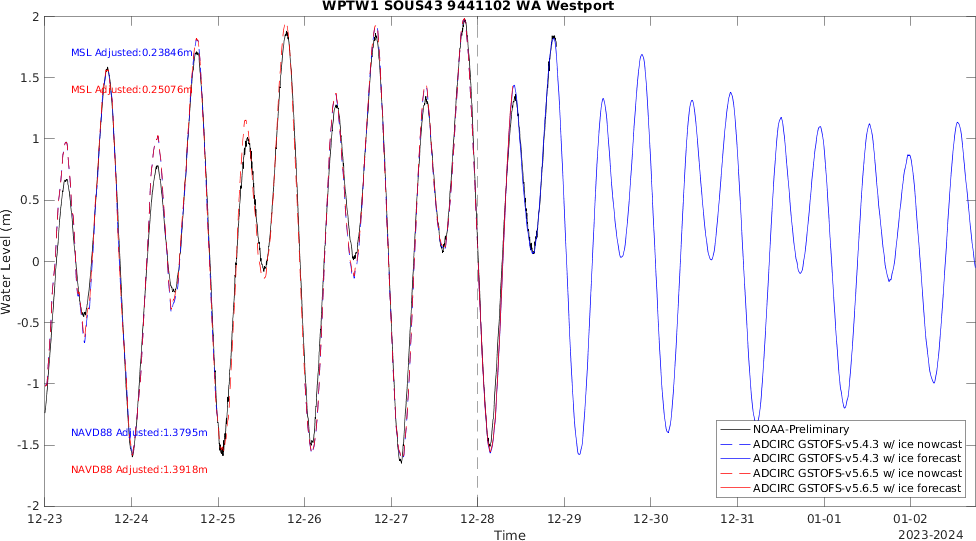 WPTW1 SOUS43 9441102 WA Westport
2
1.5
1
0.5
0
-0.5
-1
-1.5
-2
Water Level (m)
MSL Adjusted:0.23846m
MSL Adjusted:0.25076m
NAVD88 Adjusted:1.3795m
NAVD88 Adjusted:1.3918m
NOAA-Preliminary
ADCIRC GSTOFS-v5.4.3 w/ ice nowcast
ADCIRC GSTOFS-v5.4.3 w/ ice forecast
ADCIRC GSTOFS-v5.6.5 w/ ice nowcast
ADCIRC GSTOFS-v5.6.5 w/ ice forecast
12-23 12-24 12-25 12-26 12-27 12-28 12-29 12-30 12-31 01-01 01-02
Time
2023-2024